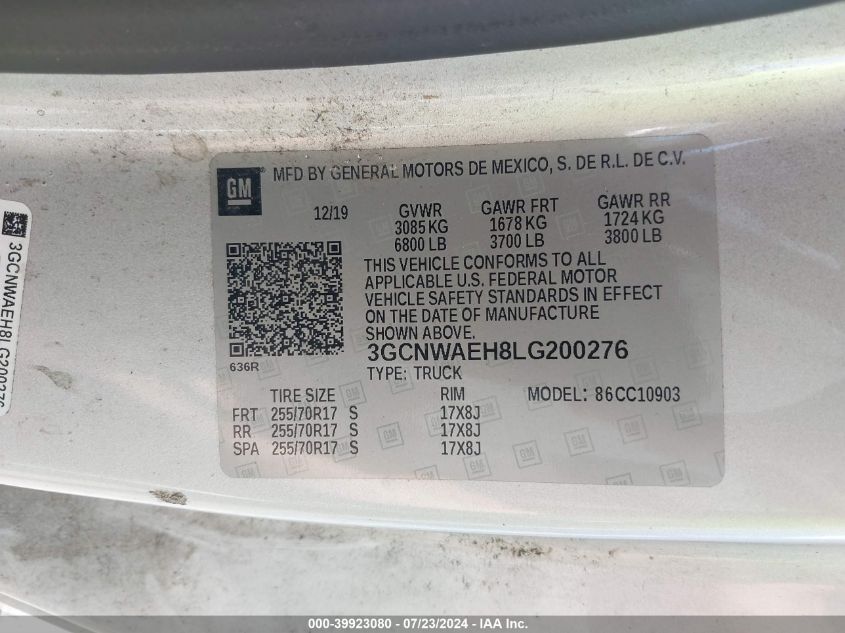 GM
MFD BY GENERAL MOTORS DE MEXICO, S. DE R.L. DE C.V.
12/19 GVWR GAWR FRT GAWR RR
3085 KG 1678 KG 1724 KG
6800 LB 3700 LB 3800 LB
THIS VEHICLE CONFORMS TO ALL
APPLICABLE U.S. FEDERAL MOTOR
VEHICLE SAFETY STANDARDS IN EFFECT
ON THE DATE OF MANUFACTURE
SHOWN ABOVE.
636R
3GCNWAEH8LG200276
TYPE: TRUCK
TIRE SIZE RIM MODEL: 86CC10903
FRT 255/70R17 S 17X8J
RR 255/70R17 S 17X8J
SPA 255/70R17 S 17X8J
3GCNWAEH8LG200276
000-39923080 - 07/23/2024 - IAA Inc.